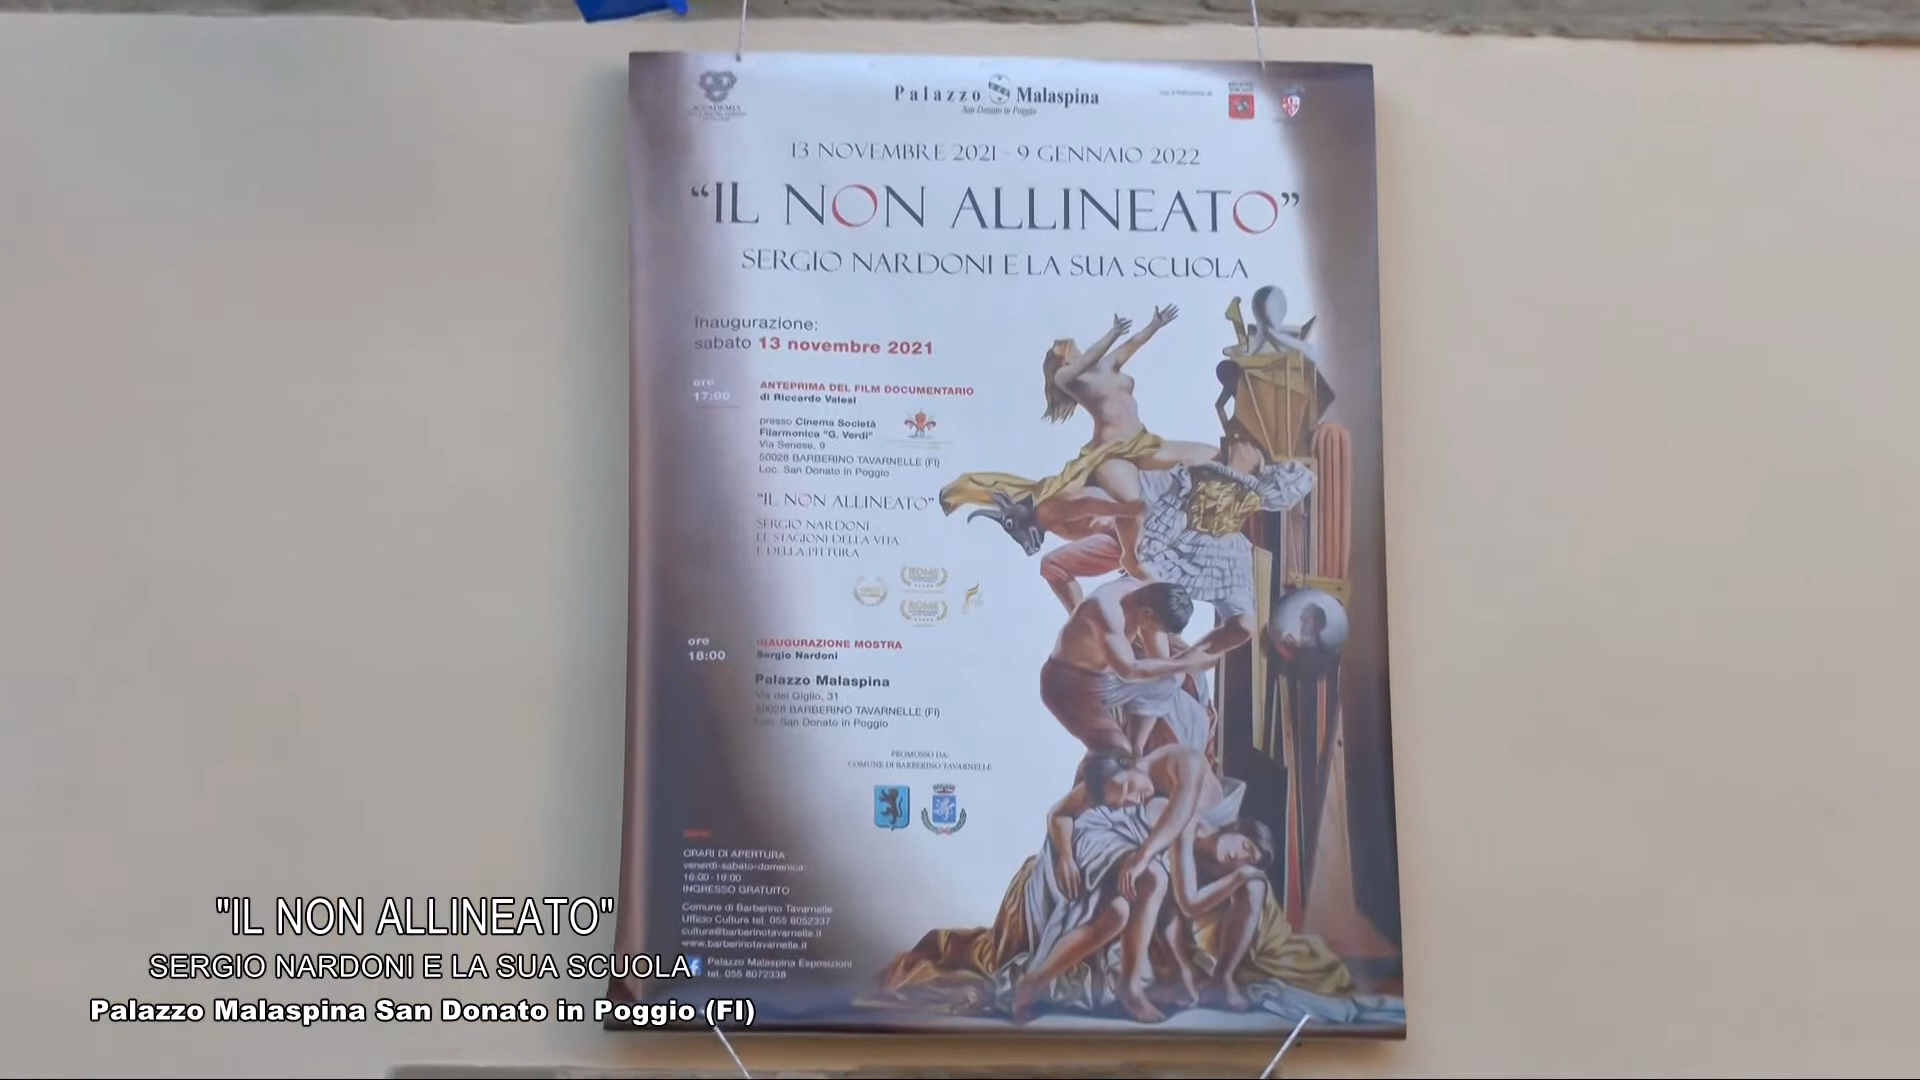 ACCADEMIA
Palazzo Malaspina
San Donato in Poggio
13 NOVEMBRE 2021 - 9 GENNAIO 2022
“IL NON ALLINEATO”
SERGIO NARDONI E LA SUA SCUOLA
Inaugurazione:
sabato 13 novembre 2021
ore
17:00
ANTEPRIMA DEL FILM DOCUMENTARIO
di Riccardo Valesi
presso Cinema Società
Filarmonica "G. Verdi"
Via Senese, 9
50028 BARBERINO TAVARNELLE (FI)
Loc. San Donato in Poggio
"IL NON ALLINEATO"
SERGIO NARDONI
LE STAGIONI DELLA VITA
E DELLA PITTURA
ROME
ROME
ore
18:00
INAUGURAZIONE MOSTRA
Sergio Nardoni
Palazzo Malaspina
Via del Giglio, 31
50028 BARBERINO TAVARNELLE (FI)
Loc. San Donato in Poggio
PROMOSSO DA:
COMUNE DI BARBERINO TAVARNELLE
ORARI DI APERTURA
venerdì-sabato-domenica:
16:00 - 19:00
INGRESSO GRATUITO
Comune di Barberino Tavarnelle
Ufficio Cultura tel. 055 8052337
cultura@barberinotavarnelle.it
www.barberinotavarnelle.it
Palazzo Malaspina Esposizioni
tel. 055 8072338
"IL NON ALLINEATO"
SERGIO NARDONI E LA SUA SCUOLA
Palazzo Malaspina San Donato in Poggio (FI)